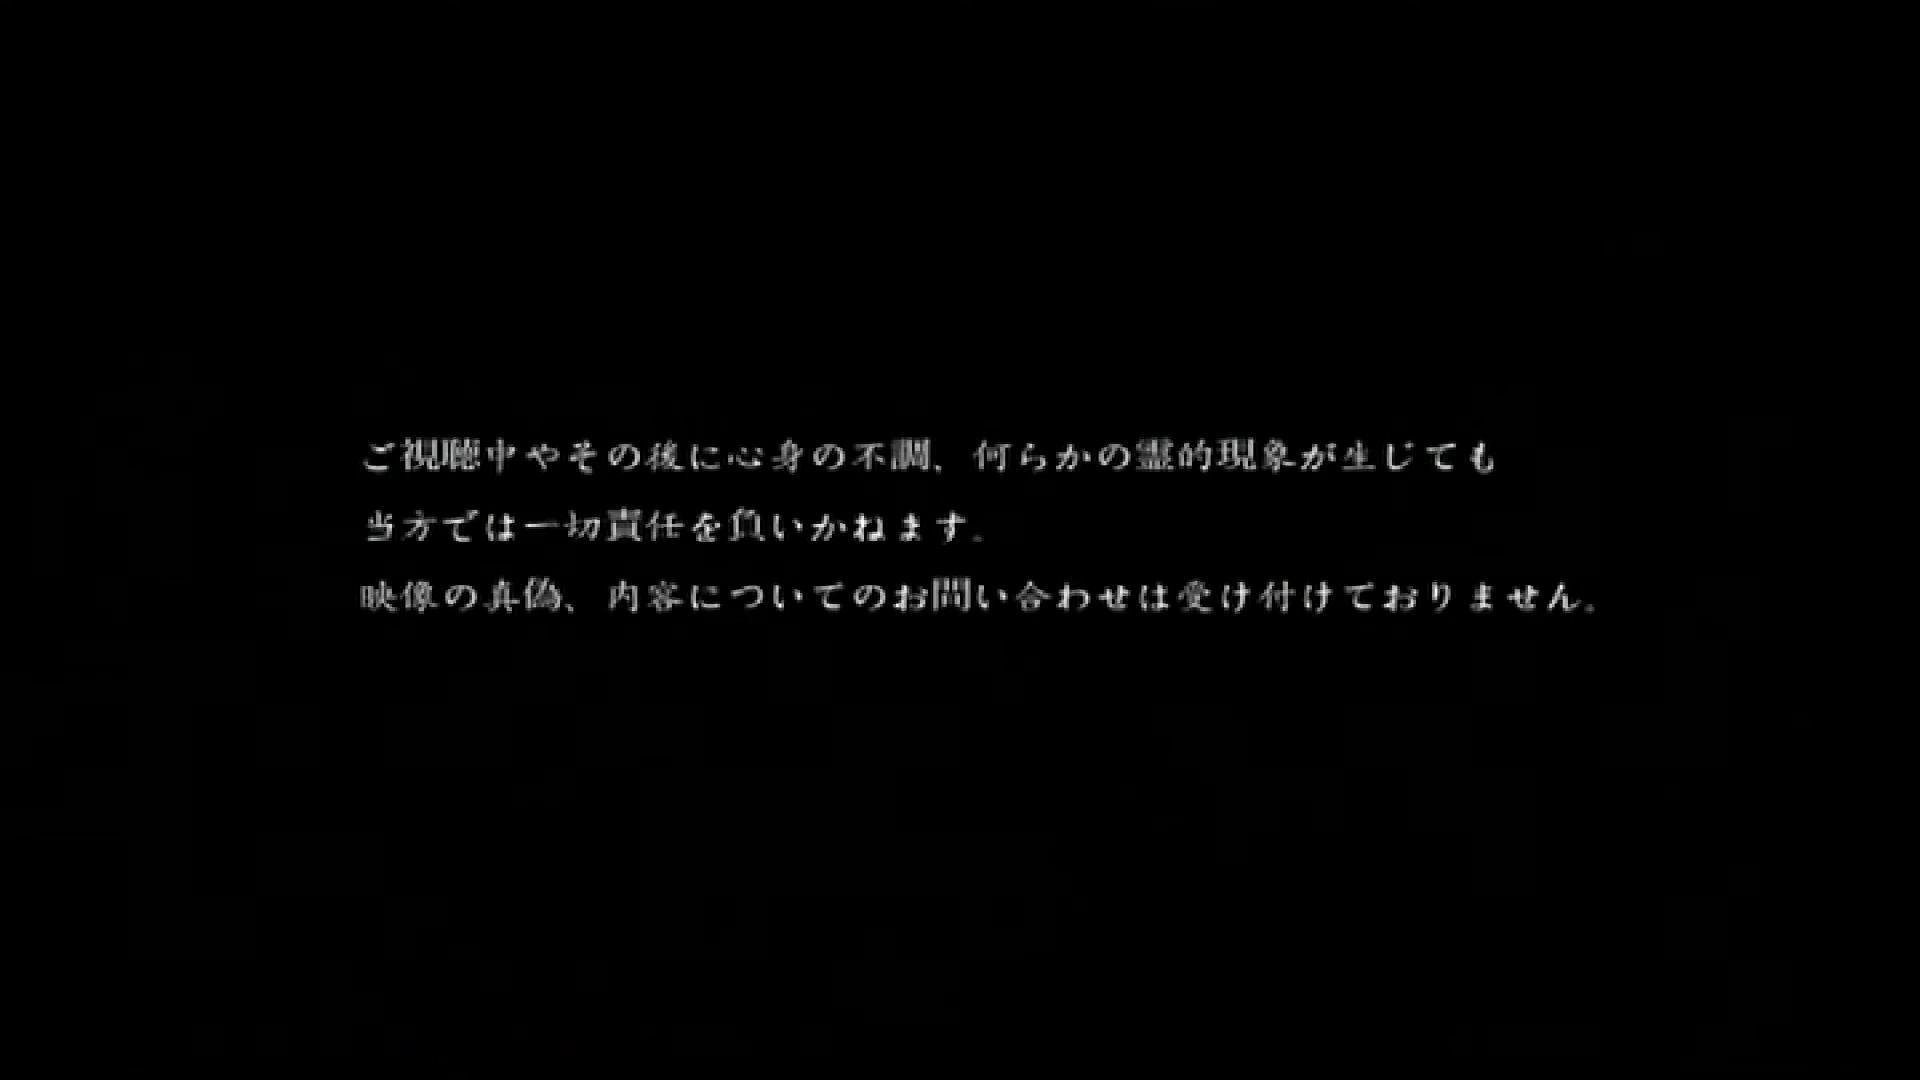 ご視聴中やその後に心身の不調、何らかの霊的現象が生じても
当方では一切責任を負いかねます。
映像の真偽、内容についてのお問い合わせは受け付けておりません。